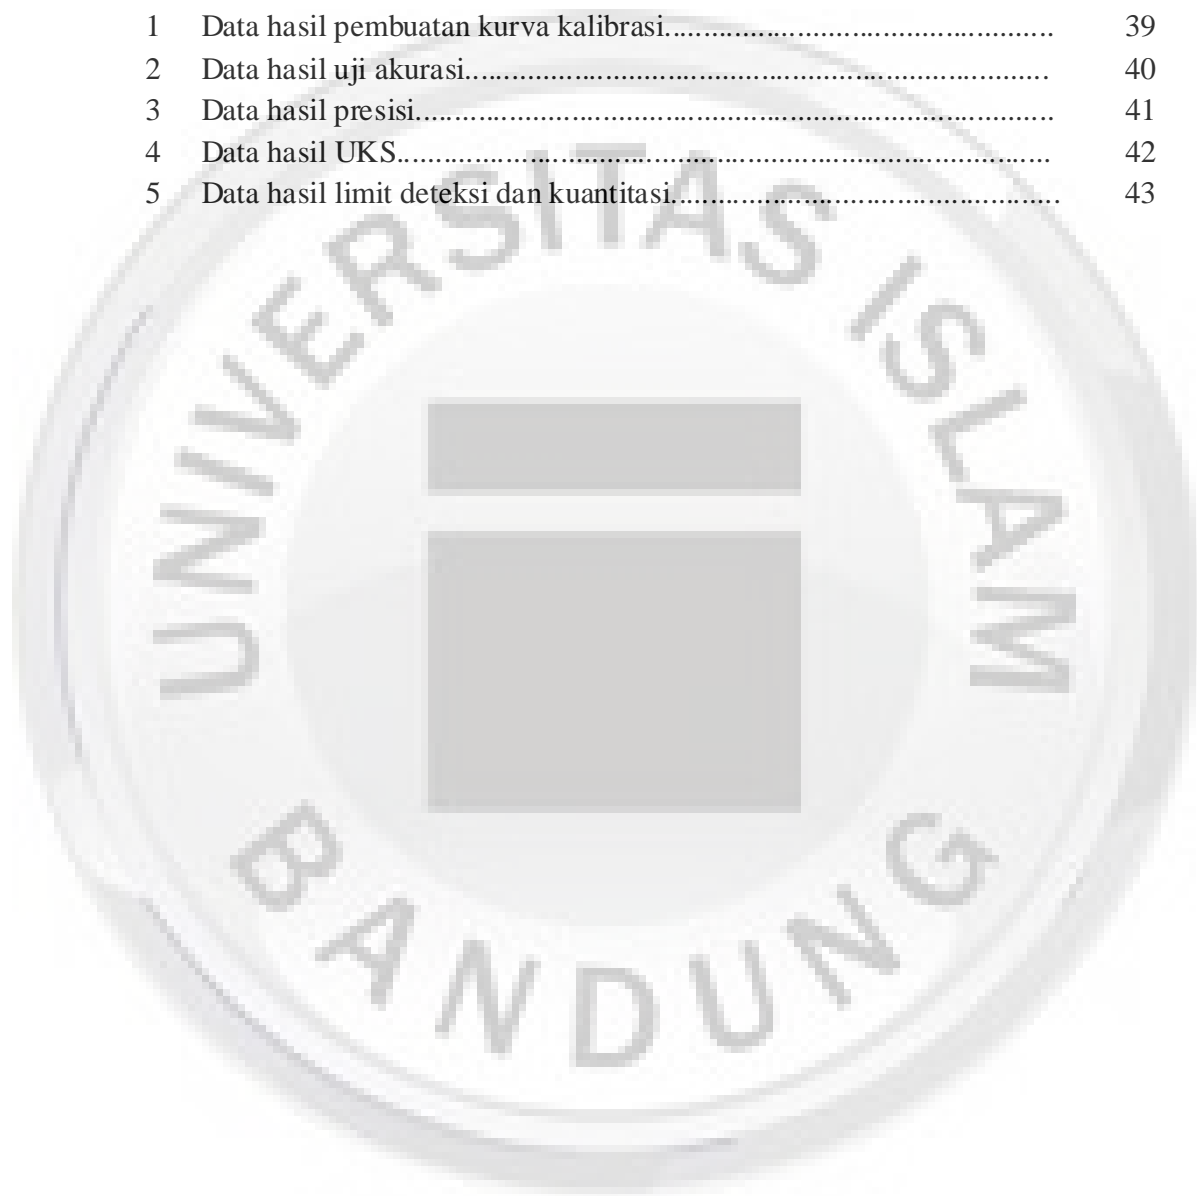 1 Data hasil pembuatan kurva kalibrasi.................................................. 39
2 Data hasil uji akurasi........................................................................... 40
3 Data hasil presisi.................................................................................. 41
4 Data hasil UKS.................................................................................... 42
5 Data hasil limit deteksi dan kuantitasi.................................................. 43
UNIVERSITAS ISLAM
BANDUNG